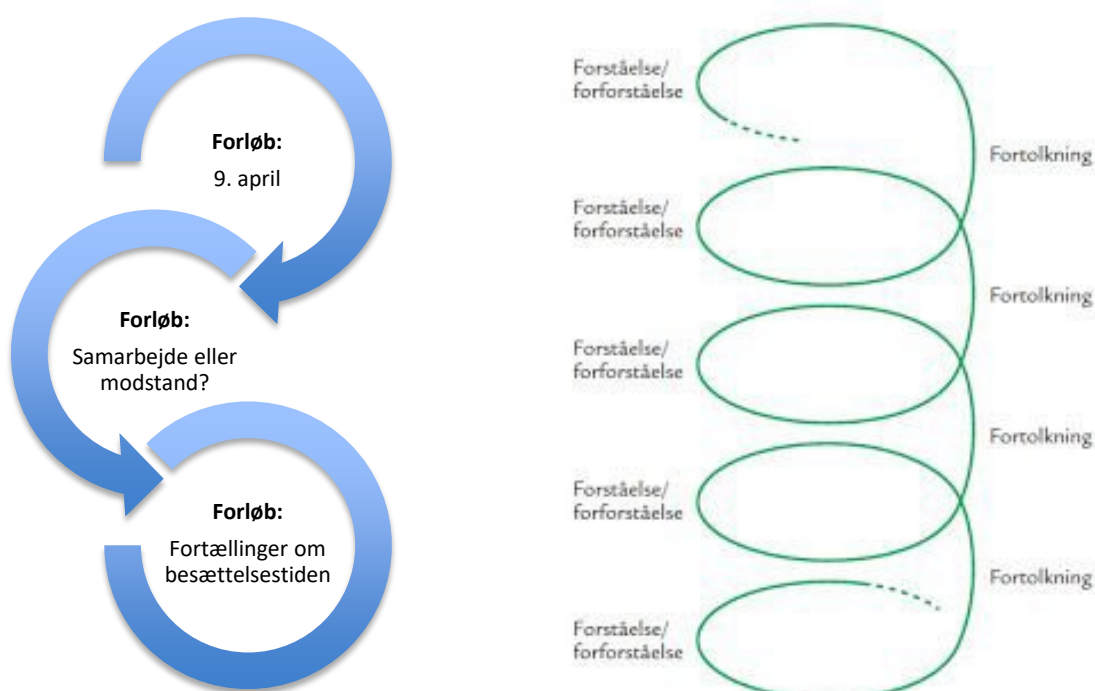 Forløb:
9. april
Forløb:
Samarbejde eller
modstand?
Forløb:
Fortællinger om
besættelsestiden
Forståelse/
forforståelse
Fortolkning
Forståelse/
forforståelse
Fortolkning
Forståelse/
forforståelse
Fortolkning
Forståelse/
forforståelse
Fortolkning
Forståelse/
forforståelse